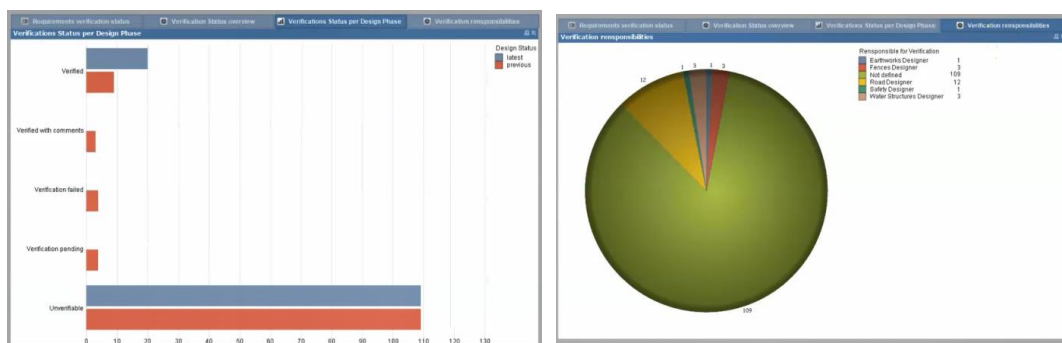 Requirements verification status
Verification Status overview
Verifications Status per Design Phase
Verification rensponsibilities
Verifications Status per Design Phase
Design Status
latest
previous
Verified
Verified with comments
Verification failed
Verification pending
Unverifiable
0 10 20 30 40 50 60 70 80 90 100 110 120 130
Requirements verification status
Verification Status overview
Verifications Status per Design Phase
Verification rensponsibilities
Verification rensponsibilities
Rensponsible for Verification
Earthworks Designer 1
Fences Designer 3
Not defined 109
Road Designer 12
Safety Designer 1
Water Structures Designer 3
12
1
3
1
3
109